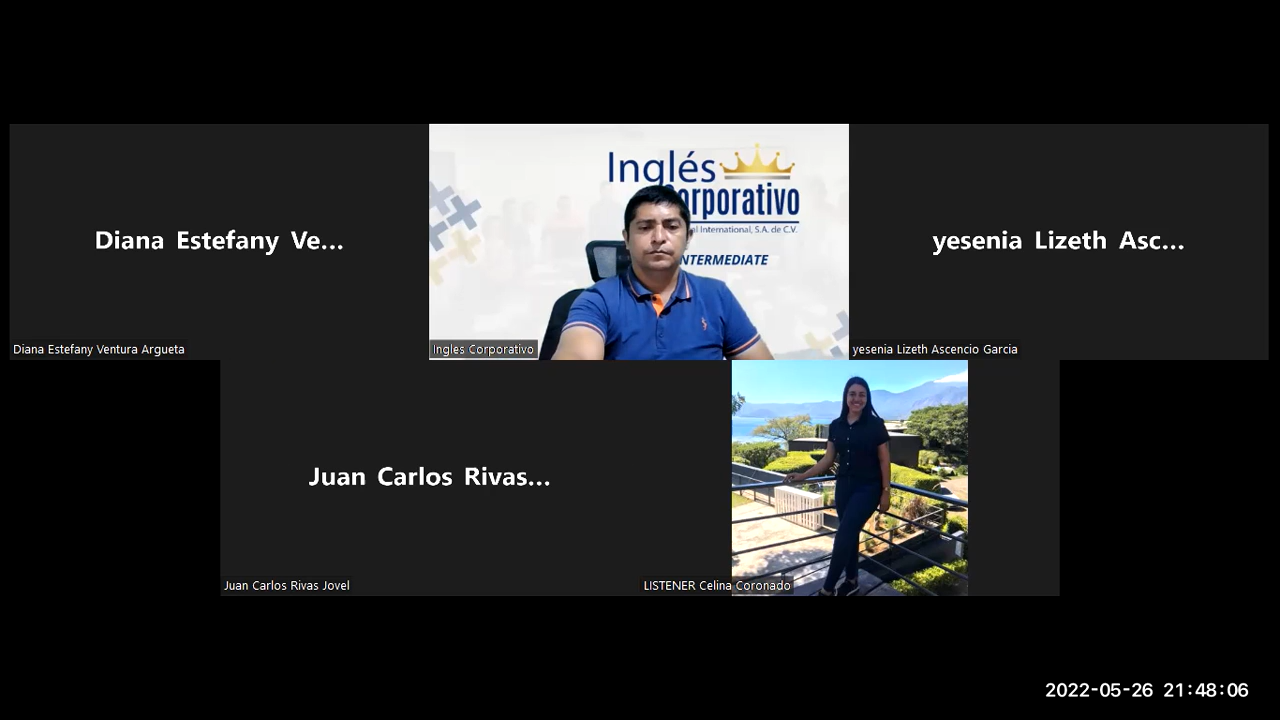 Diana Estefany Ve...
Diana Estefany Ventura Argueta
Inglés
orporativo
al International, S.A. de C.V.
NTERMEDIATE
Ingles Corporativo
yesenia Lizeth Asc...
yesenia Lizeth Ascencio Garcia
Juan Carlos Rivas...
Juan Carlos Rivas Jovel
LISTENER Celina Coronado
2022-05-26 21:48:06